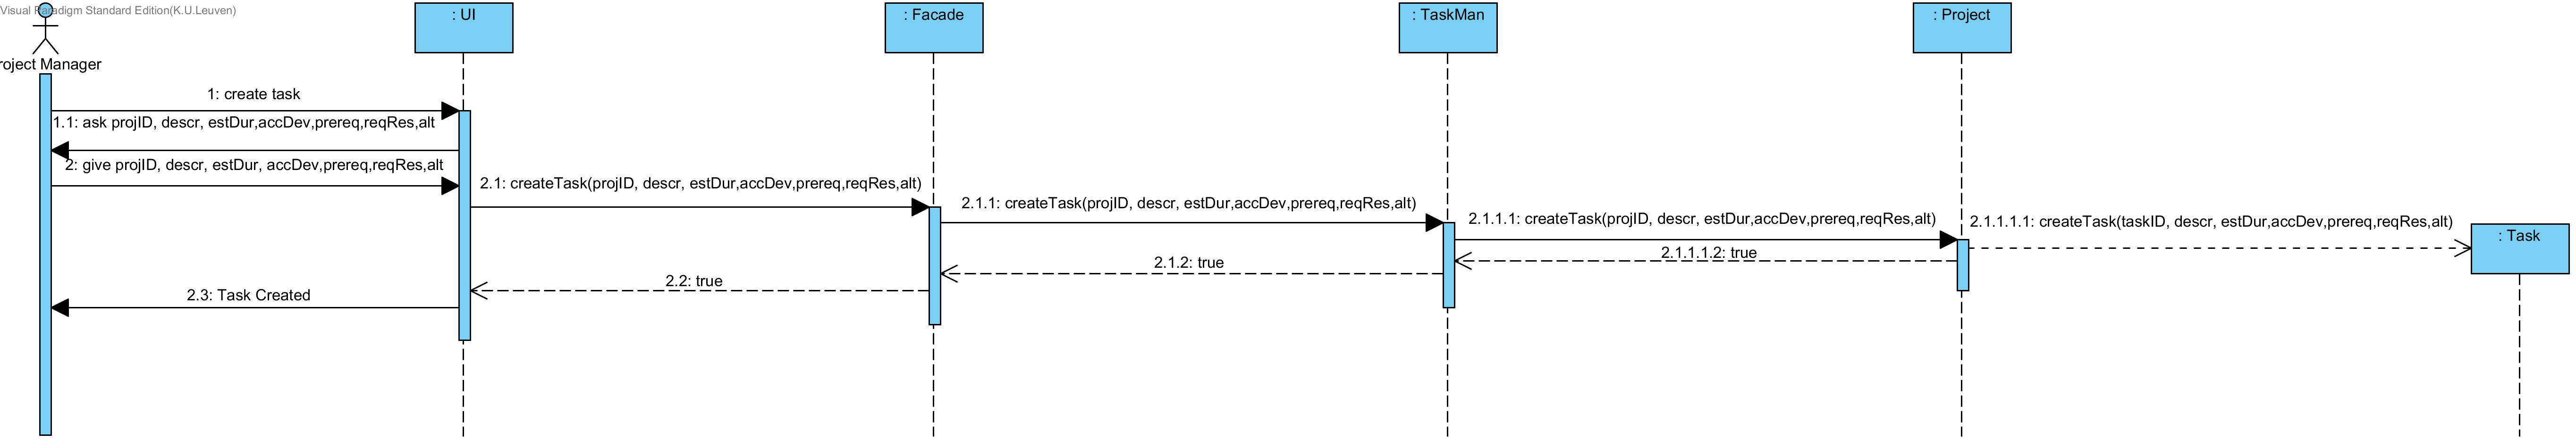 Visual Paradigm Standard Edition(K.U.Leuven)
: UI
: Facade
: TaskMan
: Project
roject Manager
1: create task
1.1: ask projID, descr, estDur,accDev,prereq,reqRes,alt
2: give projID, descr, estDur, accDev,prereq,reqRes,alt
2.1: createTask(projID, descr, estDur,accDev,prereq,reqRes,alt)
2.1.1: createTask(projID, descr, estDur,accDev,prereq,reqRes,alt)
2.1.1.1: createTask(projID, descr, estDur,accDev,prereq,reqRes,alt)
2.1.1.1.1: createTask(taskID, descr, estDur,accDev,prereq,reqRes,alt)
: Task
2.1.1.1.2: true
2.1.2: true
2.2: true
2.3: Task Created